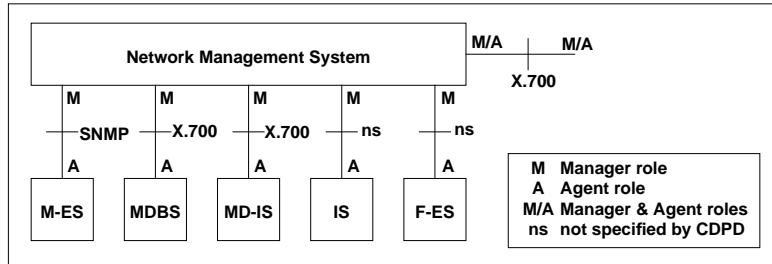 M/A M/A
Network Management System
X.700
M M M M M
SNMP X.700 X.700 ns ns
A A A A A
M-ES MDBS MD-IS IS F-ES
M Manager role
A Agent role
M/A Manager & Agent roles
ns not specified by CDPD